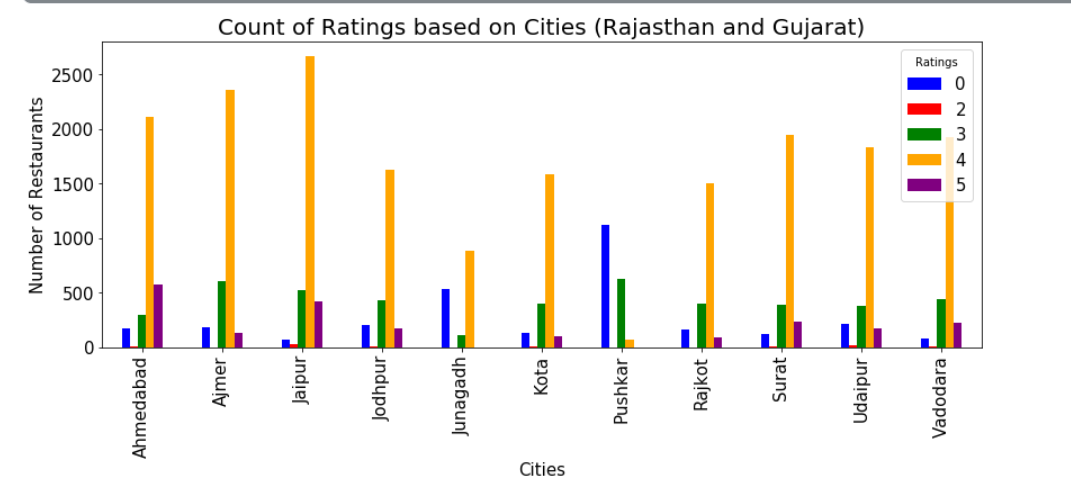 Count of Ratings based on Cities (Rajasthan and Gujarat)
Number of Restaurants
2500
2000
1500
1000
500
0
Ratings
0
2
3
4
5
Ahmedabad
Ajmer
Jaipur
Jodhpur
Junagadh
Kota
Pushkar
Rajkot
Surat
Udaipur
Vadodara
Cities